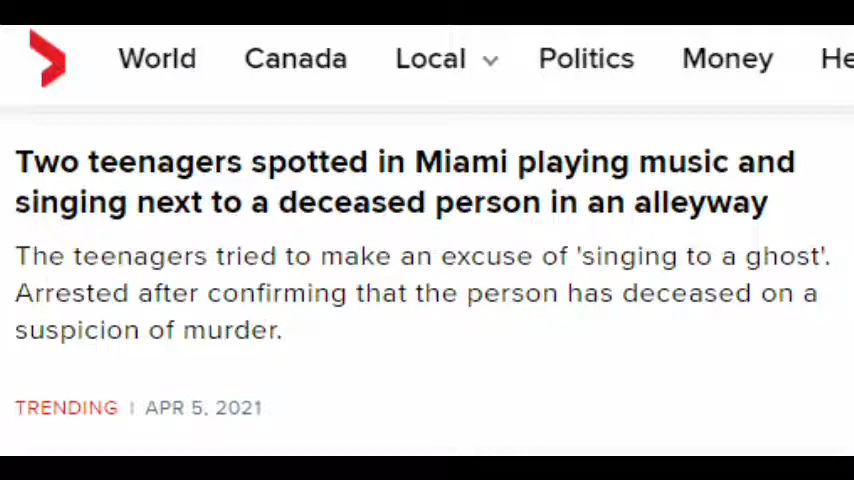 World Canada Local Politics Money He
Two teenagers spotted in Miami playing music and
singing next to a deceased person in an alleyway
The teenagers tried to make an excuse of 'singing to a ghost'.
Arrested after confirming that the person has deceased on a
suspicion of murder.
TRENDING | APR 5, 2021